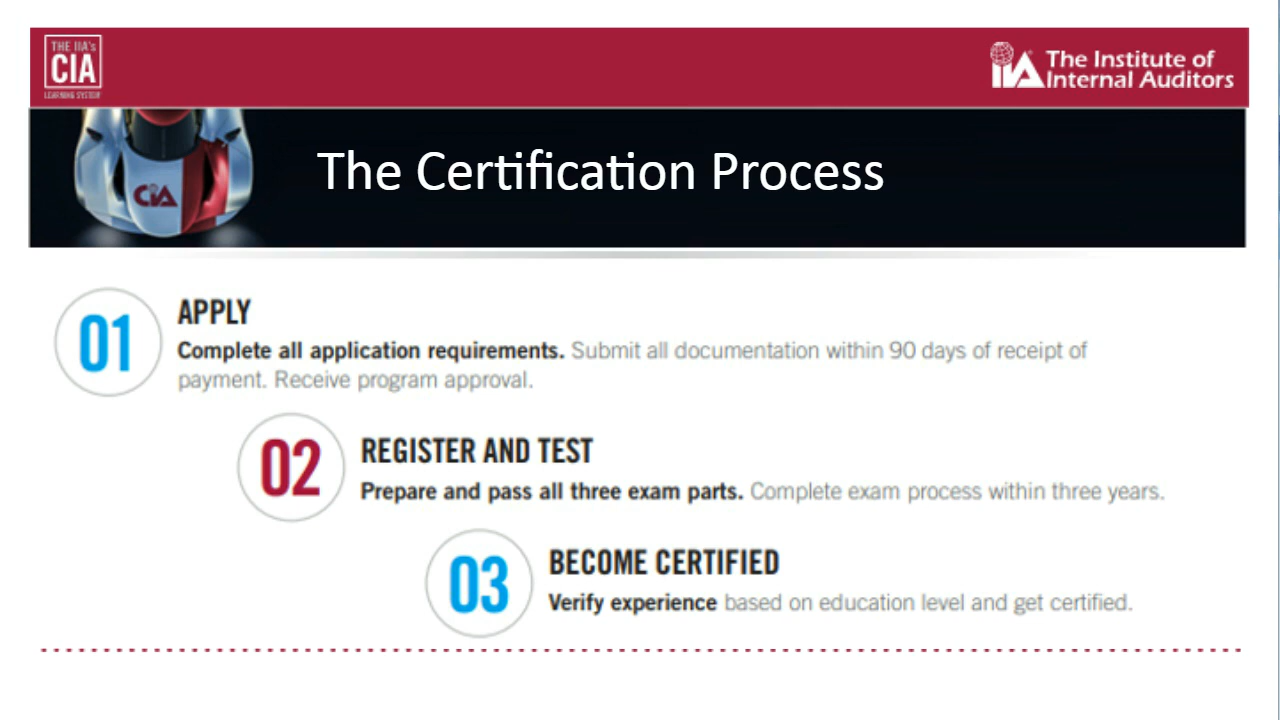 THE IIA's
CIA
LEARNING SYSTEM
IIA
The Institute of
Internal Auditors
CIA
The Certification Process
01
APPLY
Complete all application requirements. Submit all documentation within 90 days of receipt of
payment. Receive program approval.
02
REGISTER AND TEST
Prepare and pass all three exam parts. Complete exam process within three years.
03
BECOME CERTIFIED
Verify experience based on education level and get certified.